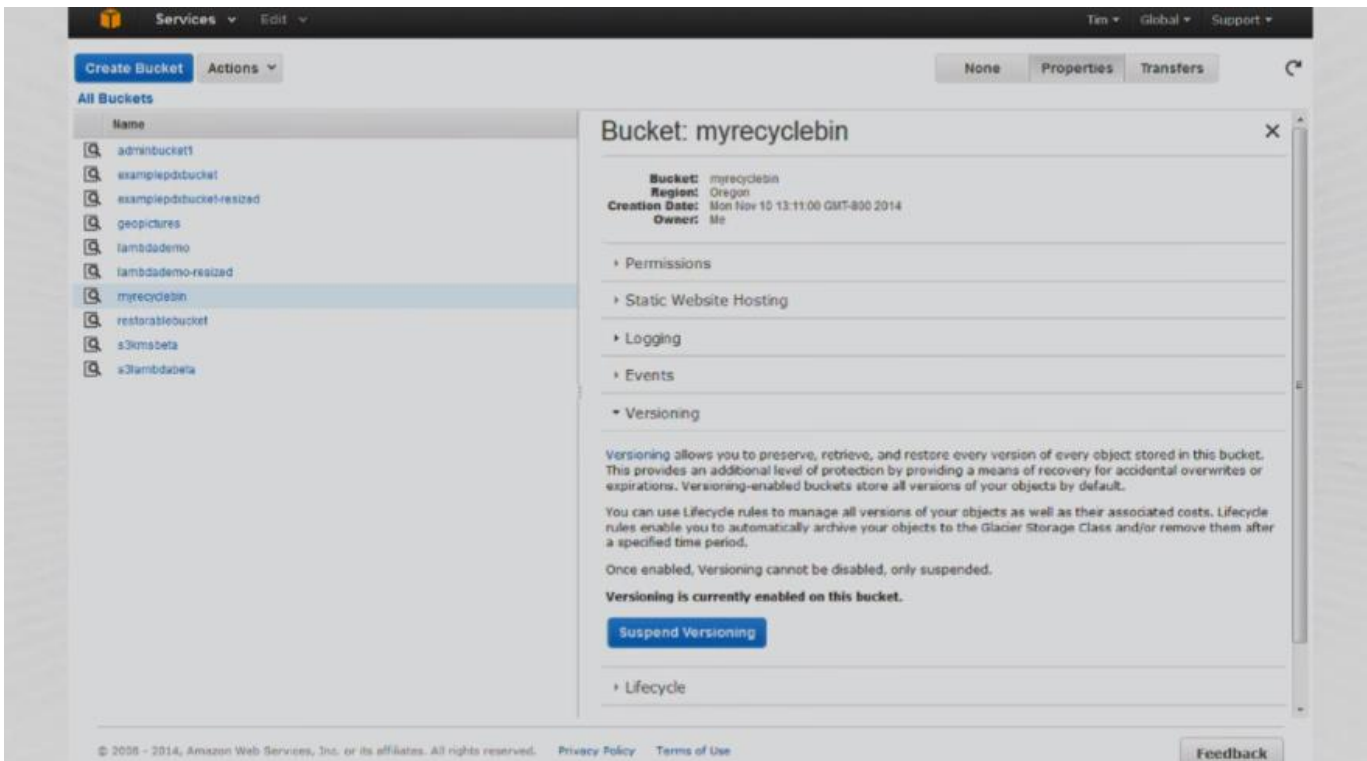 Services Edit Tim Global Support
Create Bucket Actions None Properties Transfers
All Buckets
Name
adminbucket1
examplepdxbucket
examplepdxbucket-resized
geopictures
lambdademo
lambdademo-resized
myrecyclebin
restorablebucket
s3kmsbeta
s3lambdabeta
Bucket: myrecyclebin
Bucket: myrecyclebin
Region: Oregon
Creation Date: Mon Nov 10 13:11:00 GMT-800 2014
Owner: Me
Permissions
Static Website Hosting
Logging
Events
Versioning
Versioning allows you to preserve, retrieve, and restore every version of every object stored in this bucket.
This provides an additional level of protection by providing a means of recovery for accidental overwrites or
expirations. Versioning-enabled buckets store all versions of your objects by default.
You can use Lifecycle rules to manage all versions of your objects as well as their associated costs. Lifecycle
rules enable you to automatically archive your objects to the Glacier Storage Class and/or remove them after
a specified time period.
Once enabled, Versioning cannot be disabled, only suspended.
Versioning is currently enabled on this bucket.
Suspend Versioning
Lifecycle
© 2008 - 2014, Amazon Web Services, Inc. or its affiliates. All rights reserved. Privacy Policy Terms of Use
Feedback